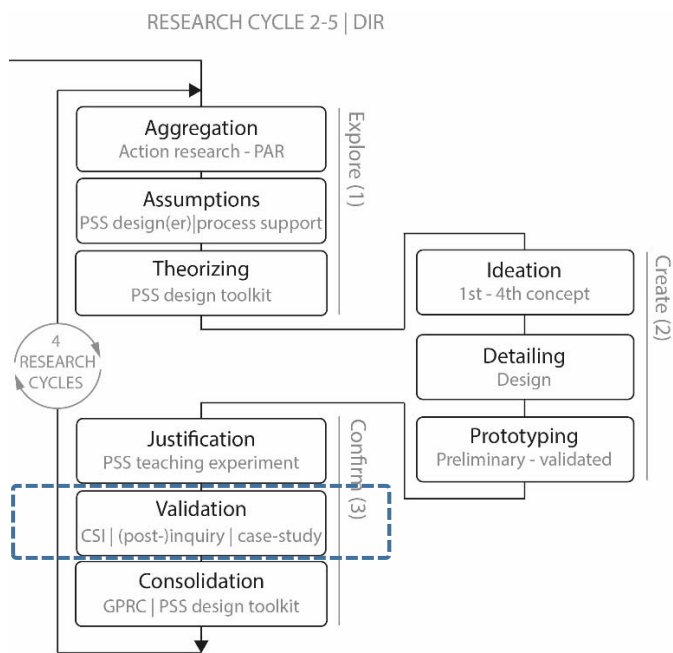 RESEARCH CYCLE 2-5 | DIR
Aggregation
Action research - PAR
Assumptions
PSS design(er)|process support
Theorizing
PSS design toolkit
Explore (1)
Ideation
1st - 4th concept
Detailing
Design
Prototyping
Preliminary - validated
Create (2)
4
RESEARCH
CYCLES
Justification
PSS teaching experiment
Validation
CSI | (post-)inquiry | case-study
Consolidation
GPRC | PSS design toolkit
Confirm (3)